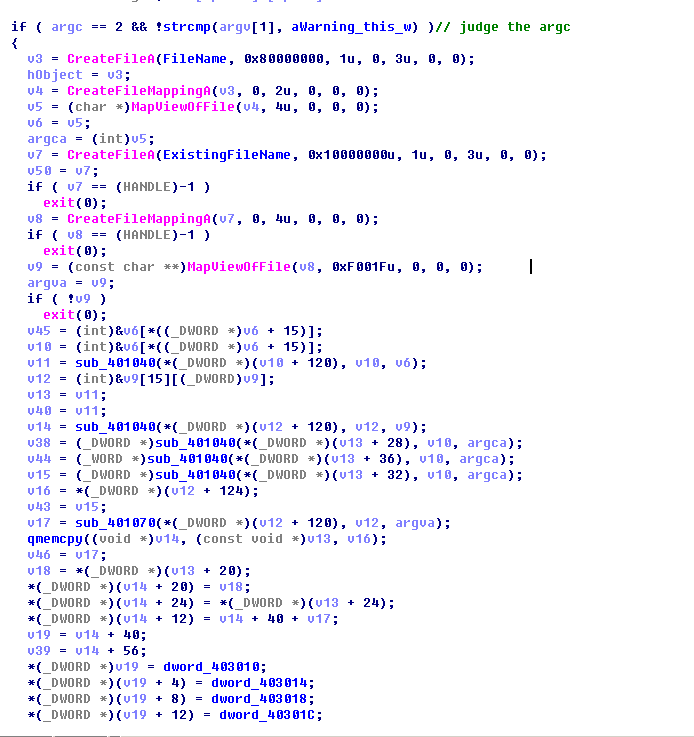 if ( argc == 2 && !strcmp(argv[1], aWarning_this_w) )// judge the argc
{
v3 = CreateFileA(FileName, 0x80000000, 1u, 0, 3u, 0, 0);
hObject = v3;
v4 = CreateFileMappingA(v3, 0, 2u, 0, 0, 0);
v5 = (char *)MapViewOfFile(v4, 4u, 0, 0, 0);
v6 = v5;
argca = (int)v5;
v7 = CreateFileA(ExistingFileName, 0x10000000u, 1u, 0, 3u, 0, 0);
v50 = v7;
if ( v7 == (HANDLE)-1 )
exit(0);
v8 = CreateFileMappingA(v7, 0, 4u, 0, 0, 0);
if ( v8 == (HANDLE)-1 )
exit(0);
v9 = (const char **)MapViewOfFile(v8, 0xF001Fu, 0, 0, 0);
argva = v9;
if ( !v9 )
exit(0);
v45 = (int)&v6[*((_DWORD *)v6 + 15)];
v10 = (int)&v6[*((_DWORD *)v6 + 15)];
v11 = sub_401040(*(_DWORD *)(v10 + 120), v10, v6);
v12 = (int)&v9[15][(_DWORD)v9];
v13 = v11;
v40 = v11;
v14 = sub_401040(*(_DWORD *)(v12 + 120), v12, v9);
v38 = (_DWORD *)sub_401040(*(_DWORD *)(v13 + 28), v10, argca);
v44 = (_WORD *)sub_401040(*(_DWORD *)(v13 + 36), v10, argca);
v15 = (_DWORD *)sub_401040(*(_DWORD *)(v13 + 32), v10, argca);
v16 = *(_DWORD *)(v12 + 124);
v43 = v15;
v17 = sub_401070(*(_DWORD *)(v12 + 120), v12, argva);
qmemcpy((void *)v14, (const void *)v13, v16);
v46 = v17;
v18 = *(_DWORD *)(v13 + 20);
*(_DWORD *)(v14 + 20) = v18;
*(_DWORD *)(v14 + 24) = *(_DWORD *)(v13 + 24);
*(_DWORD *)(v14 + 12) = v14 + 40 + v17;
v19 = v14 + 40;
v39 = v14 + 56;
*(_DWORD *)v19 = dword_403010;
*(_DWORD *)(v19 + 4) = dword_403014;
*(_DWORD *)(v19 + 8) = dword_403018;
*(_DWORD *)(v19 + 12) = dword_40301C;